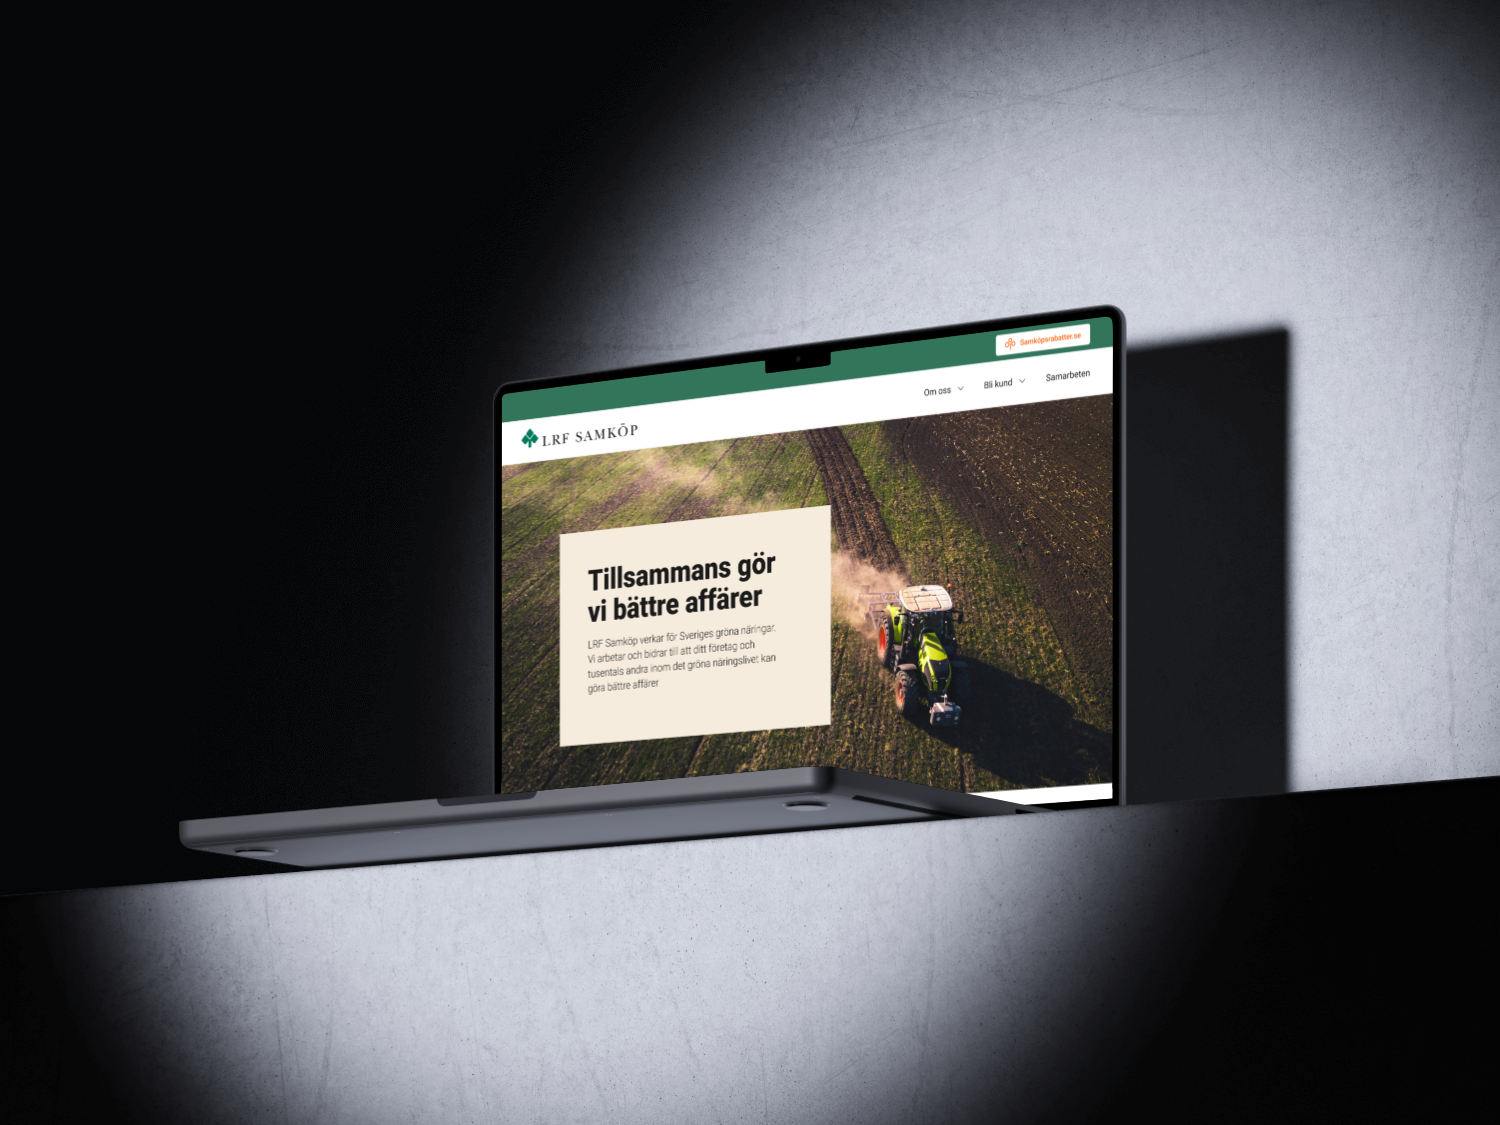 Samköpsrabatter.se
Om oss
Bli kund
Samarbeten
LRF SAMKÖP
Tillsammans gör
vi bättre affärer
LRF Samköp verkar för Sveriges gröna näringar.
Vi arbetar och bidrar till att ditt företag och
tusentals andra inom det gröna näringslivet kan
göra bättre affärer